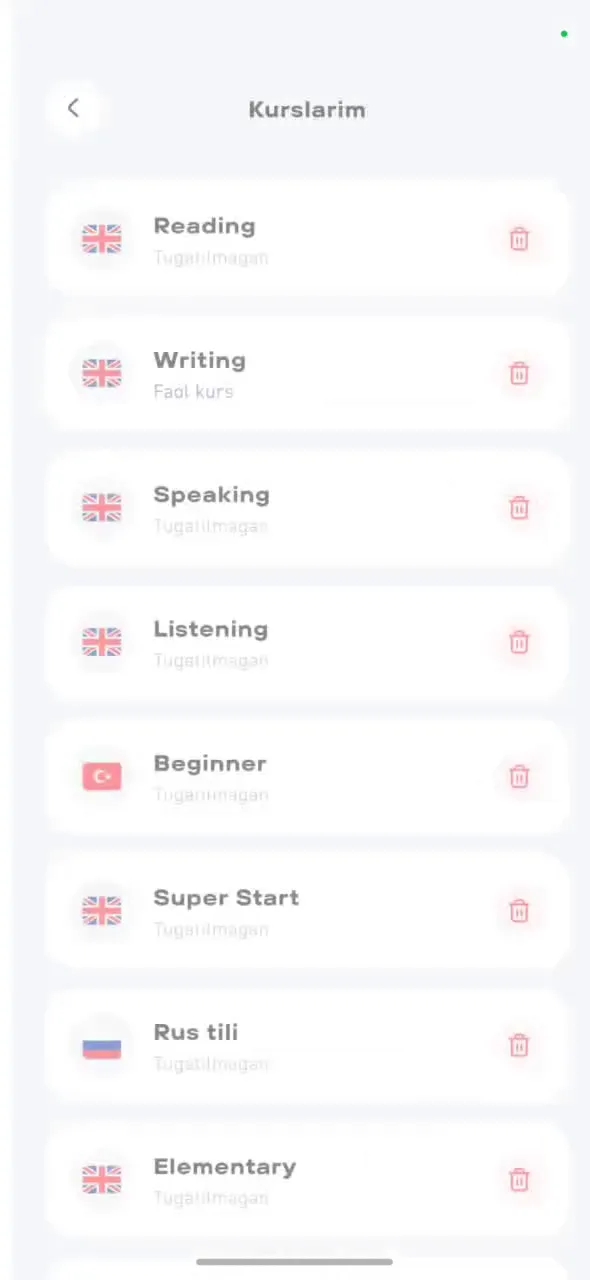 Kurslarim
Reading
Tugatilmagan
Writing
Faol kurs
Speaking
Tugatilmagan
Listening
Tugatilmagan
Beginner
Tugatilmagan
Super Start
Tugatilmagan
Rus tili
Tugatilmagan
Elementary
Tugatilmagan